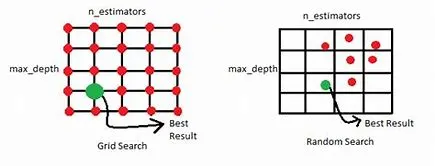 n_estimators
max_depth
Best
Result
Grid Search
n_estimators
max_depth
Best Result
Random Search